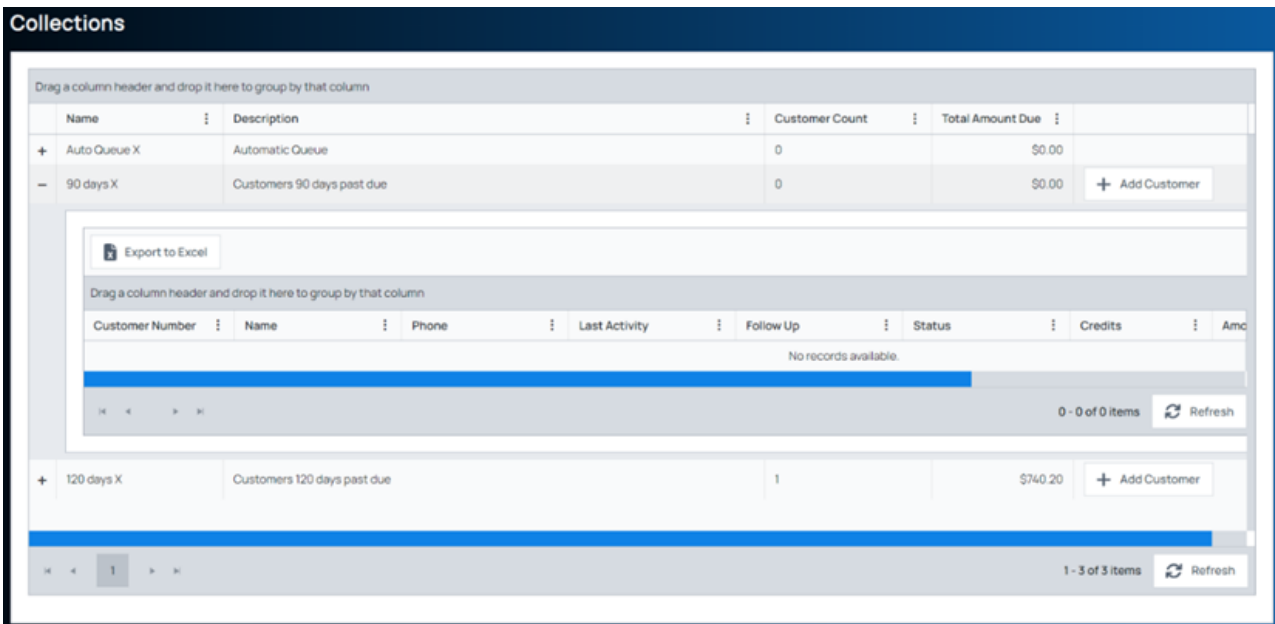 Collections
Drag a column header and drop it here to group by that column
Name Description Customer Count Total Amount Due
+ Auto Queue X Automatic Queue 0 $0.00
− 90 days X Customers 90 days past due 0 $0.00 + Add Customer
Export to Excel
Drag a column header and drop it here to group by that column
Customer Number Name Phone Last Activity Follow Up Status Credits Amo
No records available.
0 - 0 of 0 items Refresh
+ 120 days X Customers 120 days past due 1 $740.20 + Add Customer
1 1 - 3 of 3 items Refresh